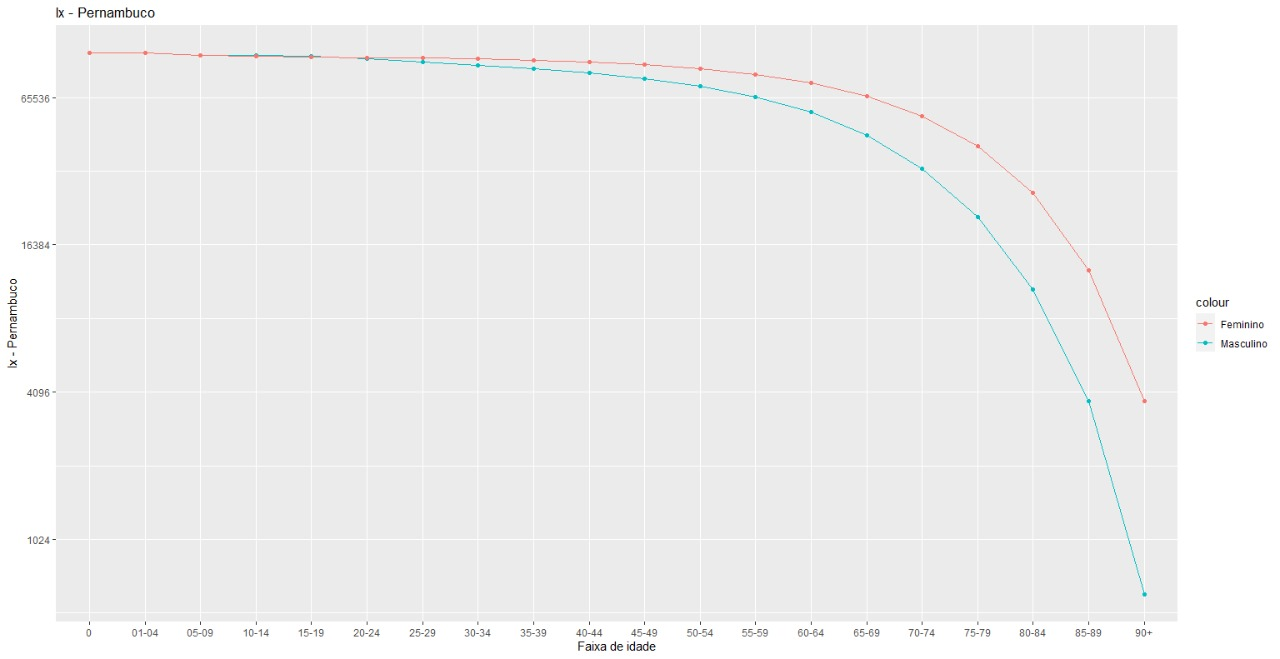 lx - Pernambuco
lx - Pernambuco
65536
16384
4096
1024
0 01-04 05-09 10-14 15-19 20-24 25-29 30-34 35-39 40-44 45-49 50-54 55-59 60-64 65-69 70-74 75-79 80-84 85-89 90+
Faixa de idade
colour
Feminino
Masculino